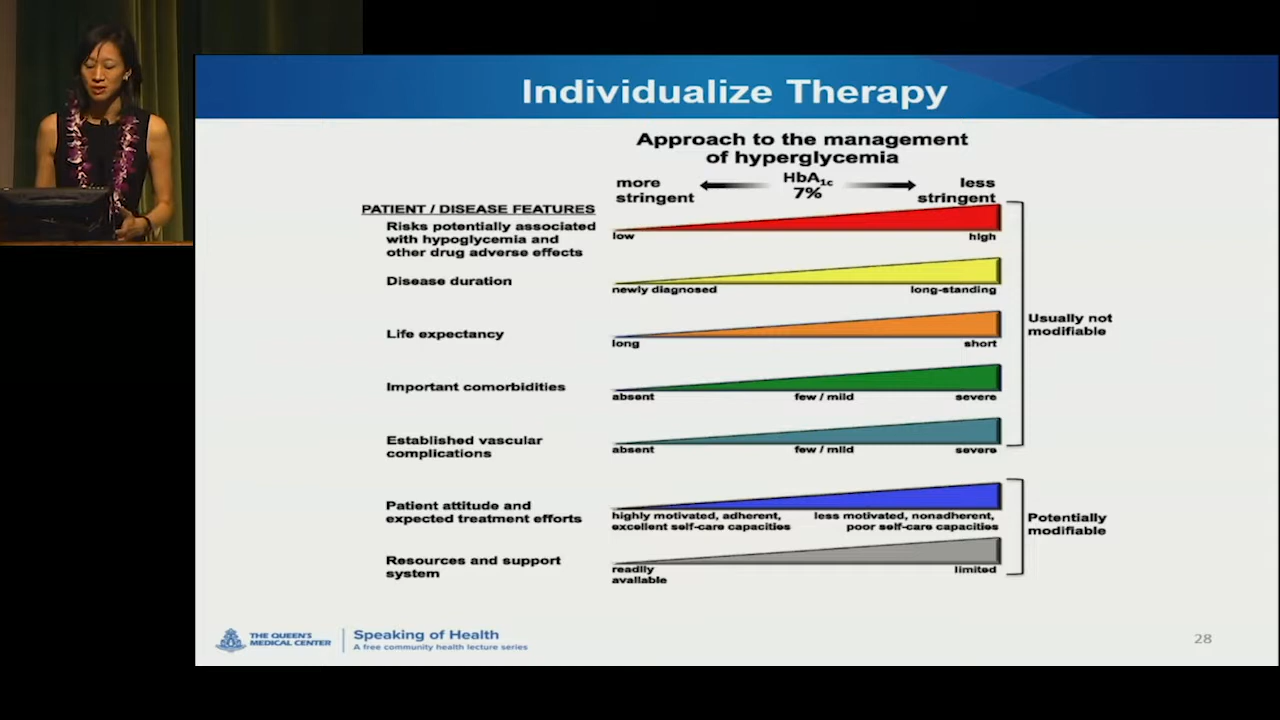 Individualize Therapy
Approach to the management
of hyperglycemia
more
stringent
HbA1c
7%
less
stringent
PATIENT / DISEASE FEATURES
Risks potentially associated
with hypoglycemia and
other drug adverse effects
low
high
Disease duration
newly diagnosed
long-standing
Life expectancy
long
short
Important comorbidities
absent
few / mild
severe
Established vascular
complications
absent
few / mild
severe
Usually not
modifiable
Patient attitude and
expected treatment efforts
highly motivated, adherent,
excellent self-care capacities
less motivated, nonadherent,
poor self-care capacities
Resources and support
system
readily
available
limited
Potentially
modifiable
THE QUEEN'S
MEDICAL CENTER
Speaking of Health
A free community health lecture series
28